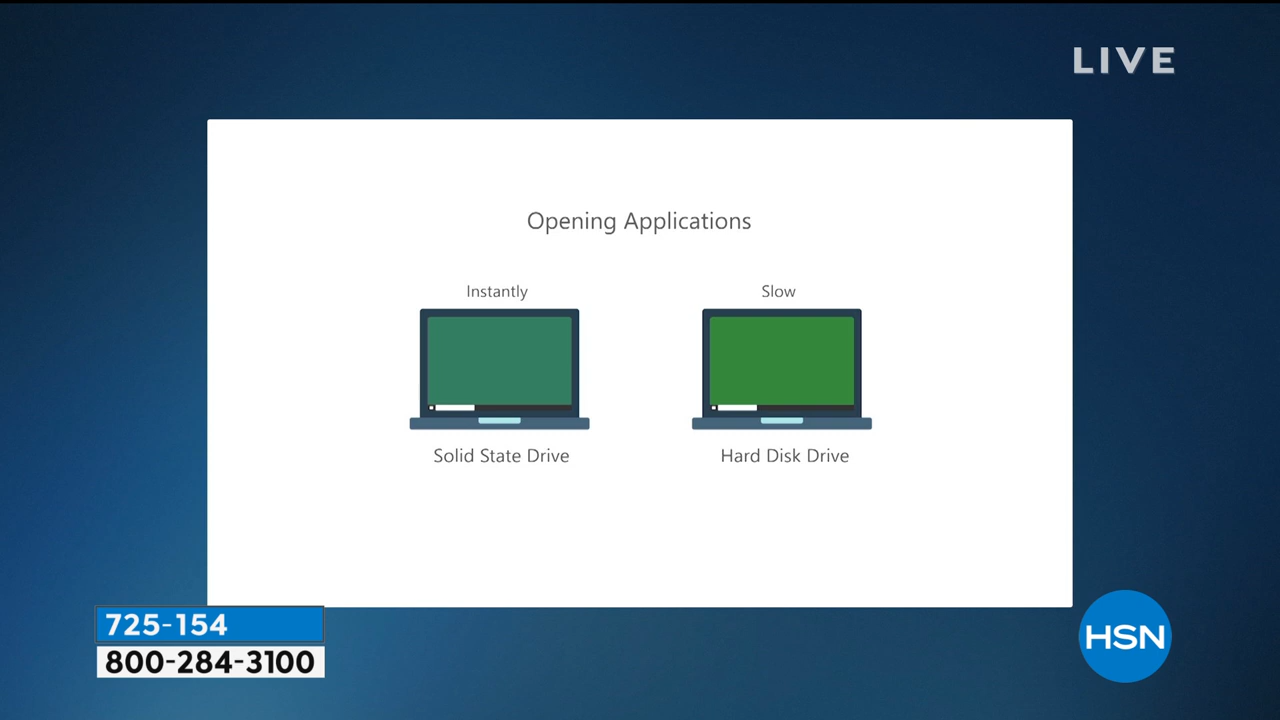 LIVE
Opening Applications
Instantly
Slow
Solid State Drive
Hard Disk Drive
725-154
800-284-3100
HSN